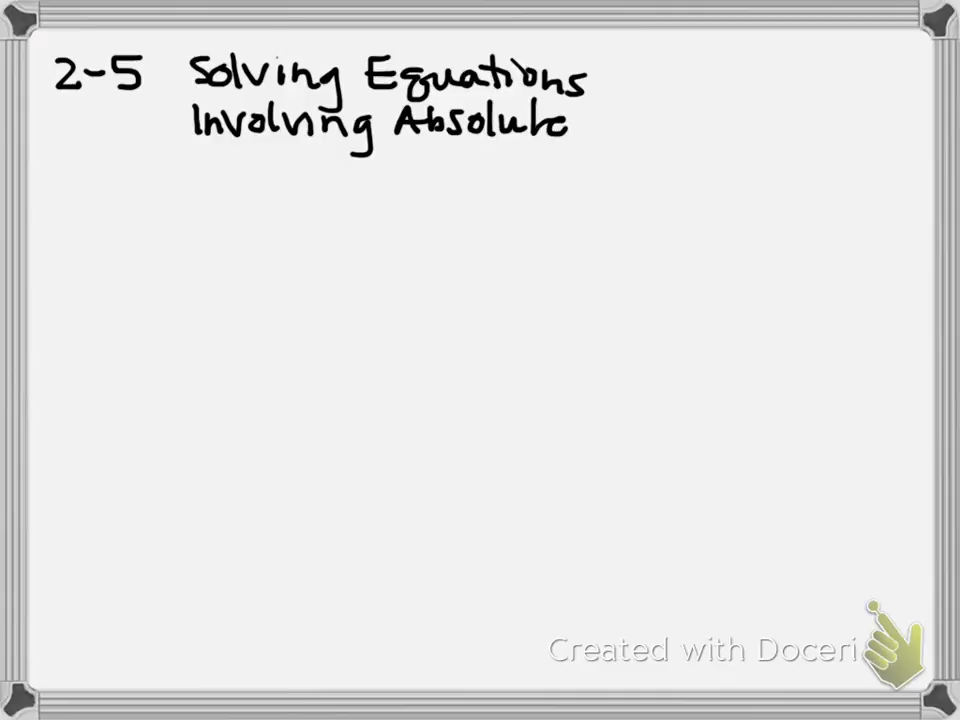 2-5 Solving Equations
Involving Absolute
Created with Doceri